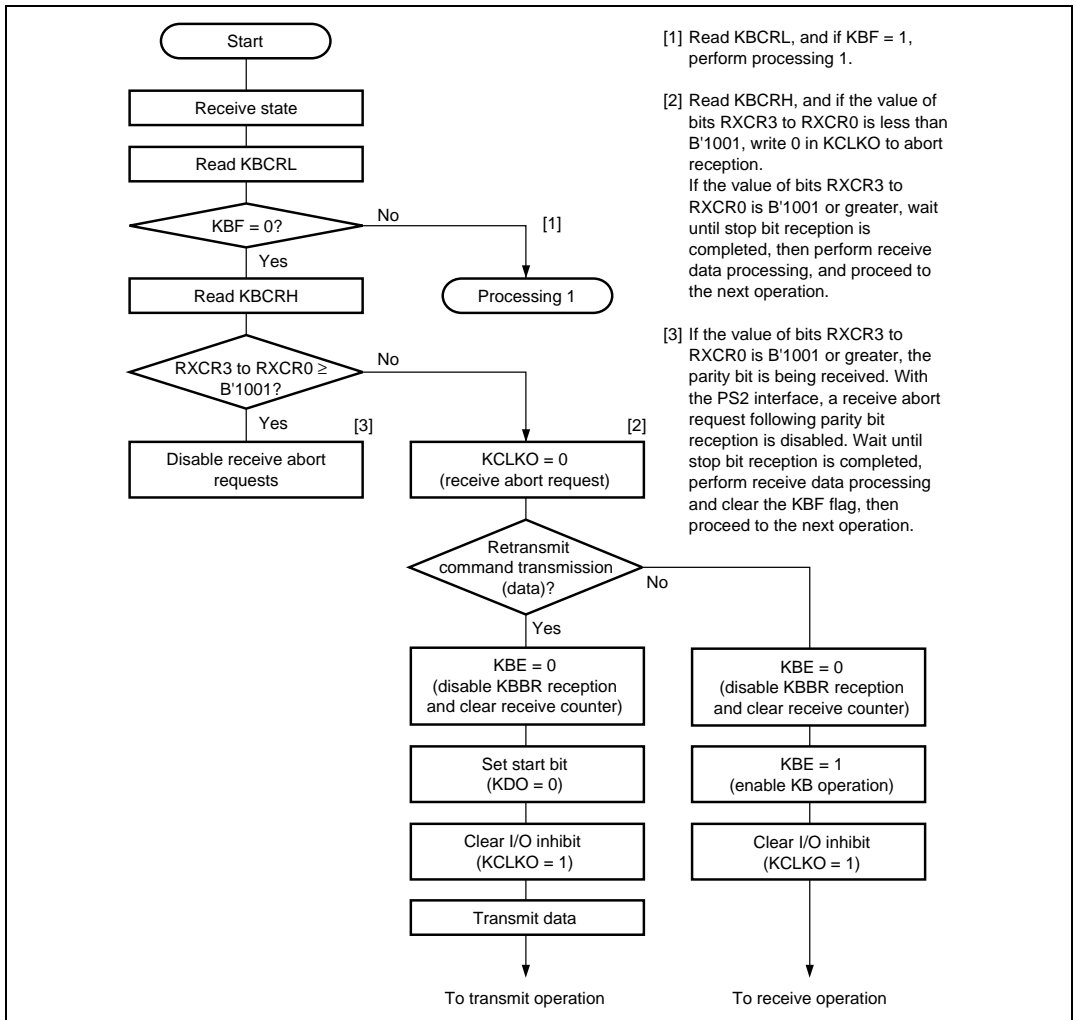 Start
Receive state
Read KBCRL
KBF = 0?
No
[1]
Yes
Processing 1
Read KBCRH
RXCR3 to RXCR0 ≥
B'1001?
No
Yes
[3]
[2]
Disable receive abort
requests
KCLKO = 0
(receive abort request)
Retransmit
command transmission
(data)?
No
Yes
KBE = 0
(disable KBBR reception
and clear receive counter)
KBE = 0
(disable KBBR reception
and clear receive counter)
Set start bit
(KDO = 0)
KBE = 1
(enable KB operation)
Clear I/O inhibit
(KCLKO = 1)
Clear I/O inhibit
(KCLKO = 1)
Transmit data
To transmit operation
To receive operation
[1] Read KBCRL, and if KBF = 1,
perform processing 1.
[2] Read KBCRH, and if the value of
bits RXCR3 to RXCR0 is less than
B'1001, write 0 in KCLKO to abort
reception.
If the value of bits RXCR3 to
RXCR0 is B'1001 or greater, wait
until stop bit reception is
completed, then perform receive
data processing, and proceed to
the next operation.
[3] If the value of bits RXCR3 to
RXCR0 is B'1001 or greater, the
parity bit is being received. With
the PS2 interface, a receive abort
request following parity bit
reception is disabled. Wait until
stop bit reception is completed,
perform receive data processing
and clear the KBF flag, then
proceed to the next operation.